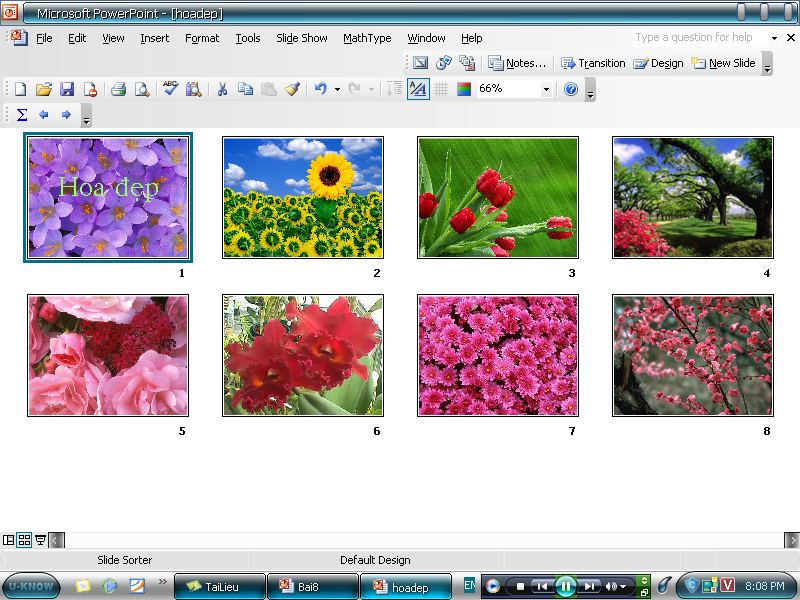 Microsoft PowerPoint - [hoadep]
File Edit View Insert Format Tools Slide Show MathType Window Help Type a question for help
Notes... Transition Design New Slide
ABC 66%
Σ
Hoa đẹp
1 2 3 4
5 6 7 8
Slide Sorter Default Design
U-KNOW TaiLieu Bai8 hoadep EN V 8:08 PM